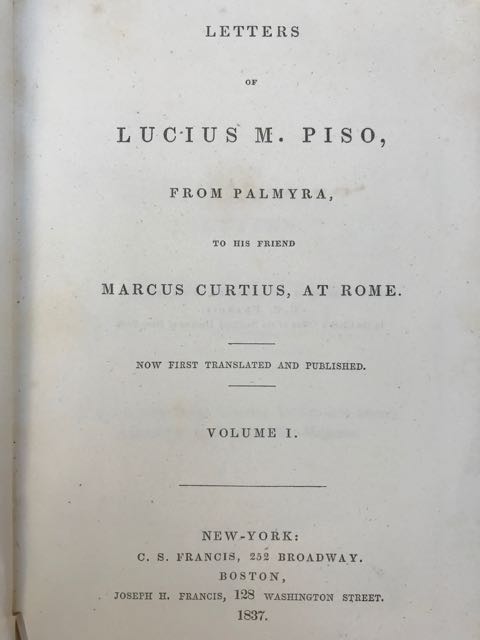 LETTERS
OF
LUCIUS M. PISO,
FROM PALMYRA,
TO HIS FRIEND
MARCUS CURTIUS, AT ROME.
NOW FIRST TRANSLATED AND PUBLISHED.
VOLUME I.
NEW-YORK:
C. S. FRANCIS, 252 BROADWAY.
BOSTON,
JOSEPH H. FRANCIS, 128 WASHINGTON STREET.
1837.